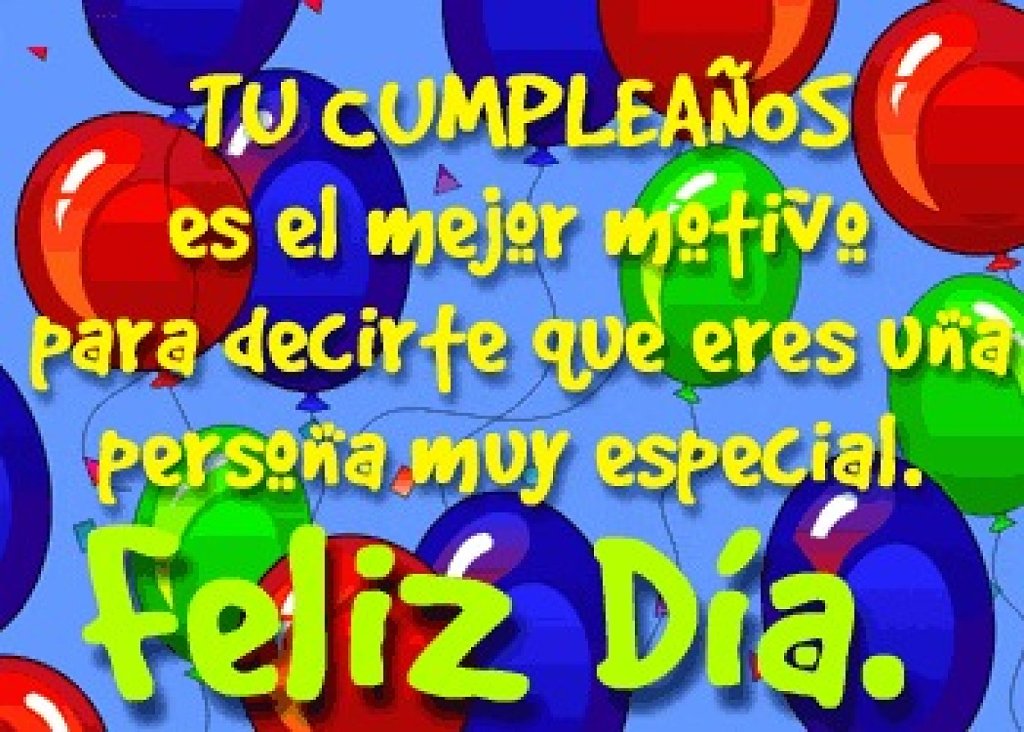 TU CUMPLEAÑOS
es el mejor motivo
para decirte que eres una
persona muy especial.
Feliz Día.